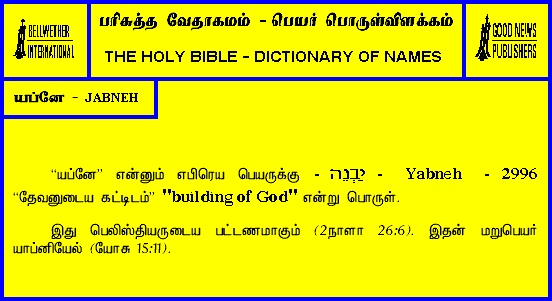 BELLWETHER
INTERNATIONAL
பரிசுத்த வேதாகமம் - பெயர் பொருள்விளக்கம்
THE HOLY BIBLE - DICTIONARY OF NAMES
GOOD NEWS
PUBLISHERS
யப்னே - JABNEH
“யப்னே” என்னும் எபிரெய பெயருக்கு - יַבְנֵה - Yabneh - 2996
“தேவனுடைய கட்டிடம்” "building of God" என்று பொருள்.
இது பெலிஸ்தியருடைய பட்டணமாகும் (2நாளா 26:6). இதன் மறுபெயர்
யாப்னியேல் (யோசு 15:11).